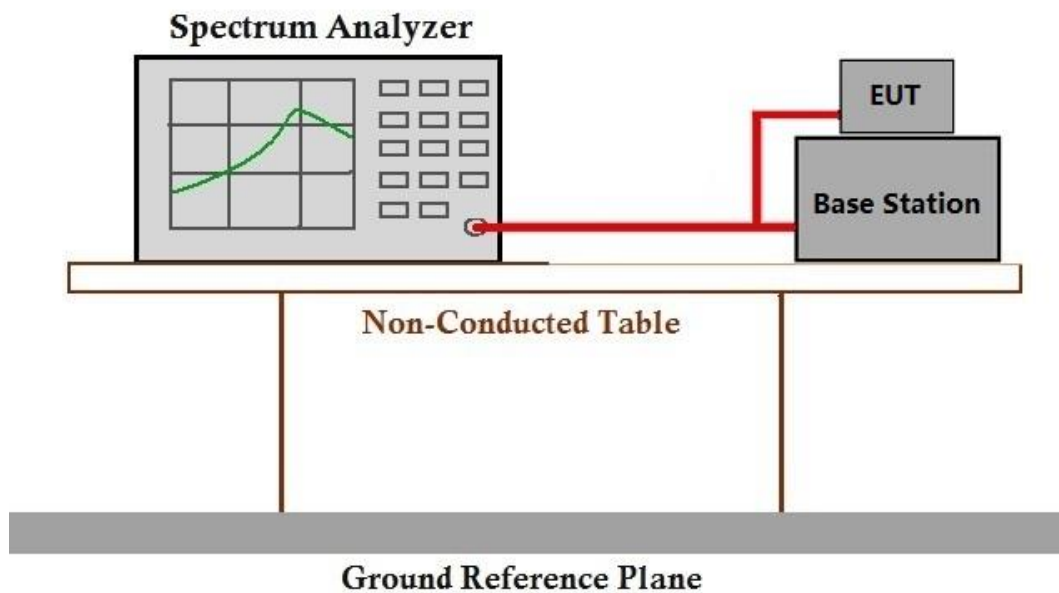 Spectrum Analyzer
EUT
Base Station
Non-Conducted Table
Ground Reference Plane